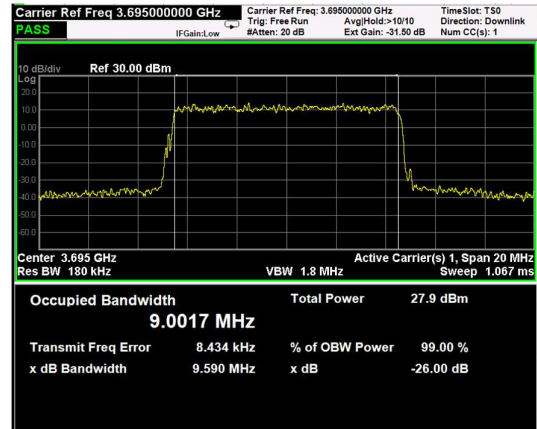 Carrier Ref Freq 3.695000000 GHz
Carrier Ref Freq: 3.695000000 GHz
TimeSlot: TS0
PASS
IFGain:Low
Trig: Free Run
Avg|Hold:>10/10
Direction: Downlink
#Atten: 20 dB
Ext Gain: -31.50 dB
Num CC(s): 1
10 dB/div
Ref 30.00 dBm
Log
20.0
10.0
0.00
-10.0
-20.0
-30.0
-40.0
-50.0
-60.0
Center 3.695 GHz
Active Carrier(s) 1, Span 20 MHz
Res BW 180 kHz
VBW 1.8 MHz
Sweep 1.067 ms
Occupied Bandwidth
Total Power
27.9 dBm
9.0017 MHz
Transmit Freq Error
8.434 kHz
% of OBW Power
99.00 %
x dB Bandwidth
9.590 MHz
x dB
-26.00 dB